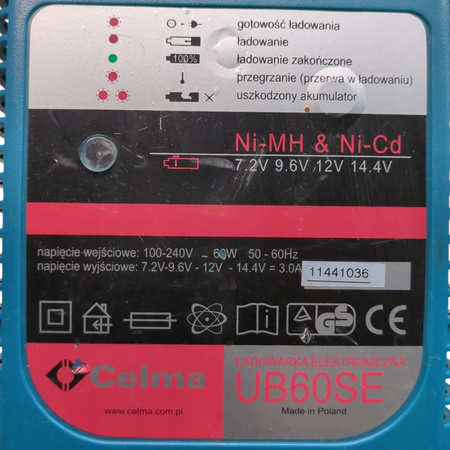 gotowość ładowania
ładowanie
100% ładowanie zakończone
przegrzanie (przerwa w ładowaniu)
uszkodzony akumulator
Ni-MH & Ni-Cd
7.2V 9.6V 12V 14.4V
napięcie wejściowe: 100-240V ~ 60W 50 - 60Hz
napięcie wyjściowe: 7.2V-9.6V - 12V - 14.4V = 3.0A
11441036
GS
ŁADOWARKA ELEKTRONICZNA
Celma UB60SE
www.celma.com.pl Made in Poland